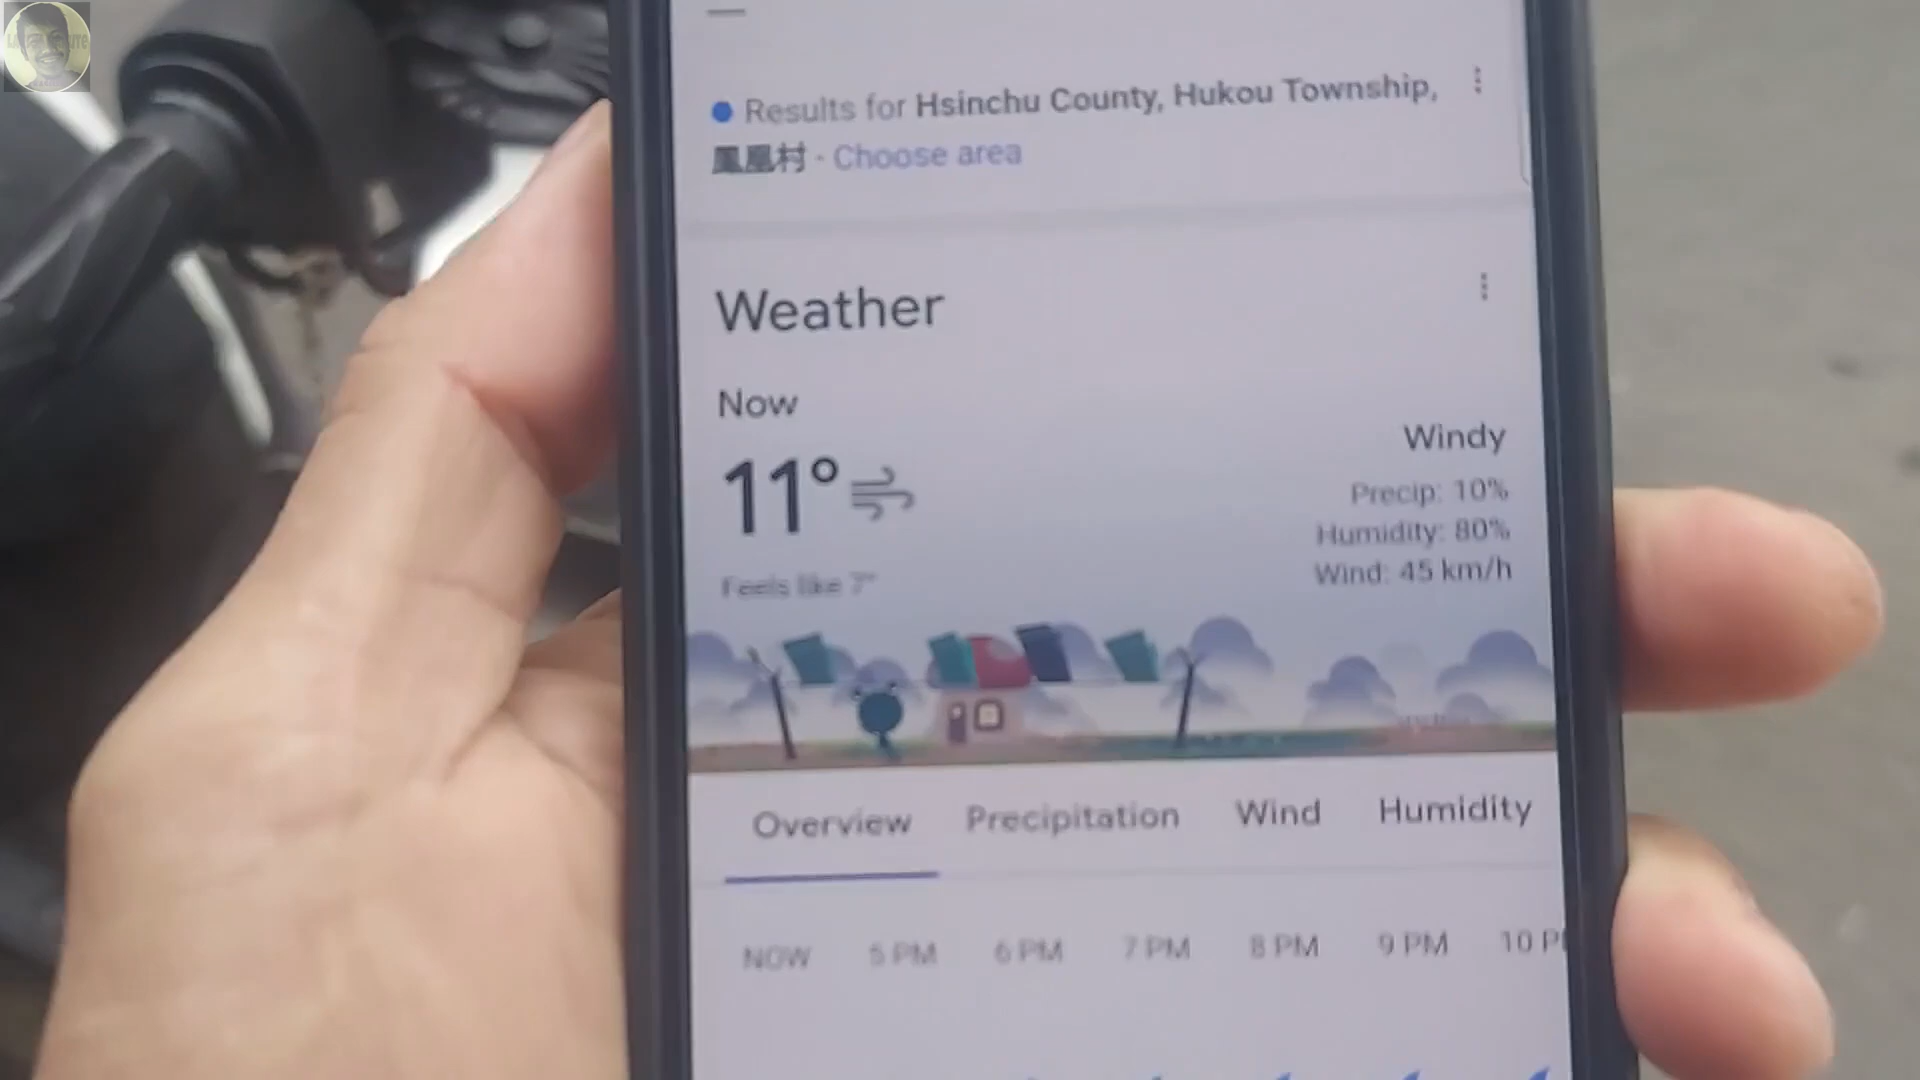 Results for Hsinchu County, Hukou Township,
鳳凰村 · Choose area
Weather
Now
11°
Feels like 7°
Windy
Precip: 10%
Humidity: 80%
Wind: 45 km/h
Overview Precipitation Wind Humidity
NOW 5 PM 6 PM 7 PM 8 PM 9 PM 10 P